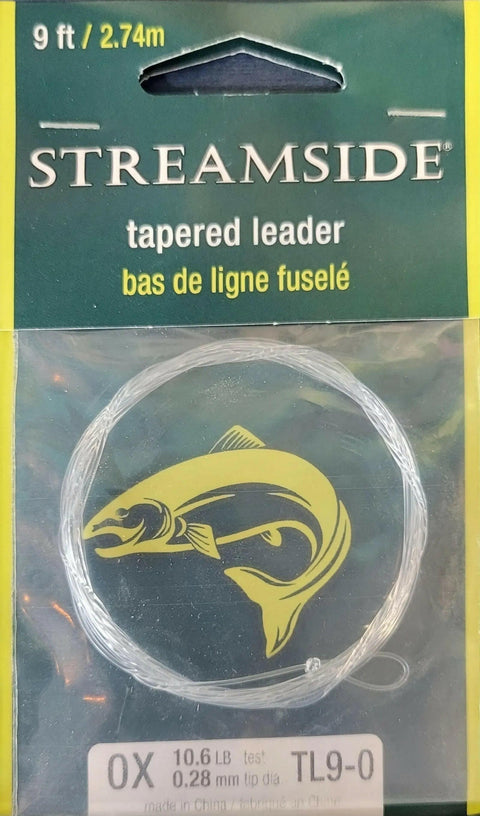 9 ft / 2.74m
STREAMSIDE®
tapered leader
bas de ligne fuselé
0X 10.6 LB test TL9-0
0.28 mm tip dia.
made in China / fabriqué en Chine